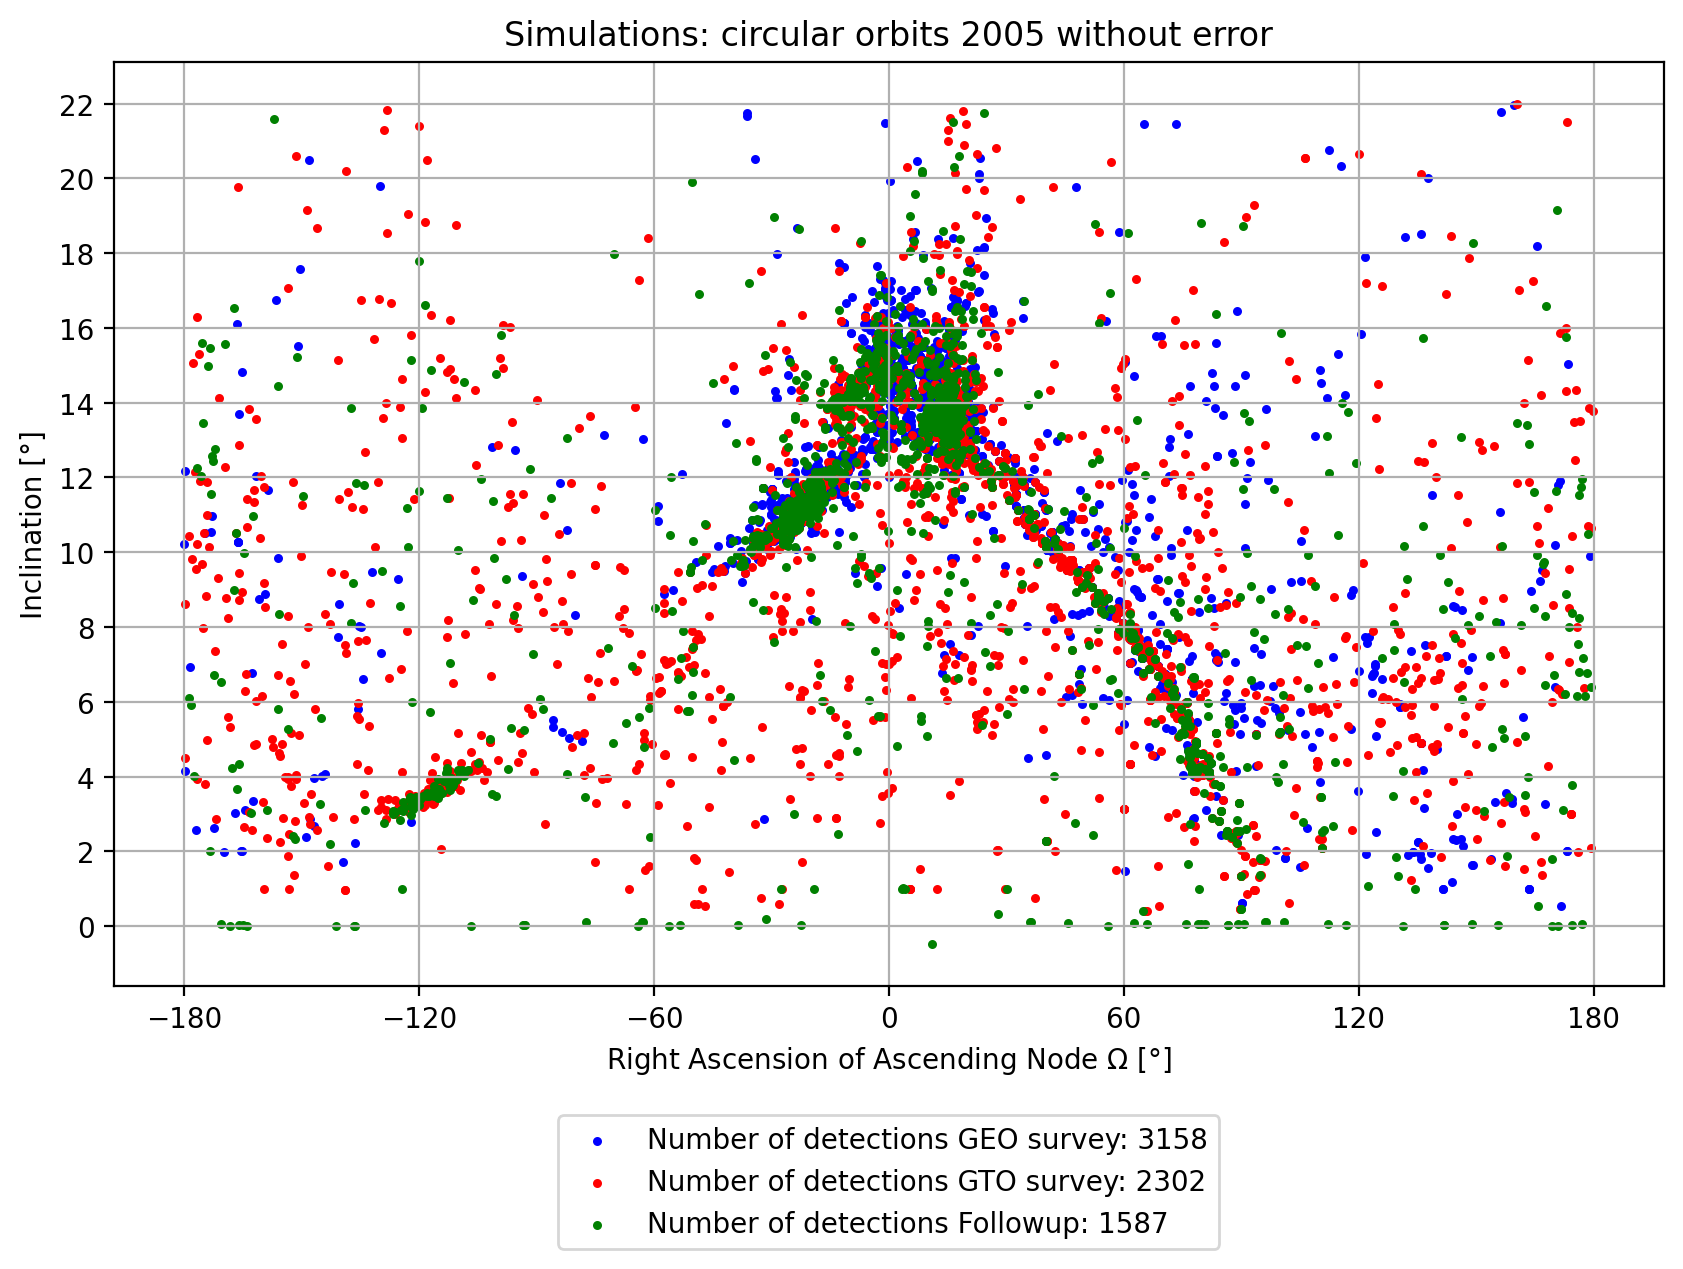 Simulations: circular orbits 2005 without error
22
20
18
16
14
12
10
8
6
4
2
0
Inclination [°]
−180 −120 −60 0 60 120 180
Right Ascension of Ascending Node Ω [°]
Number of detections GEO survey: 3158
Number of detections GTO survey: 2302
Number of detections Followup: 1587